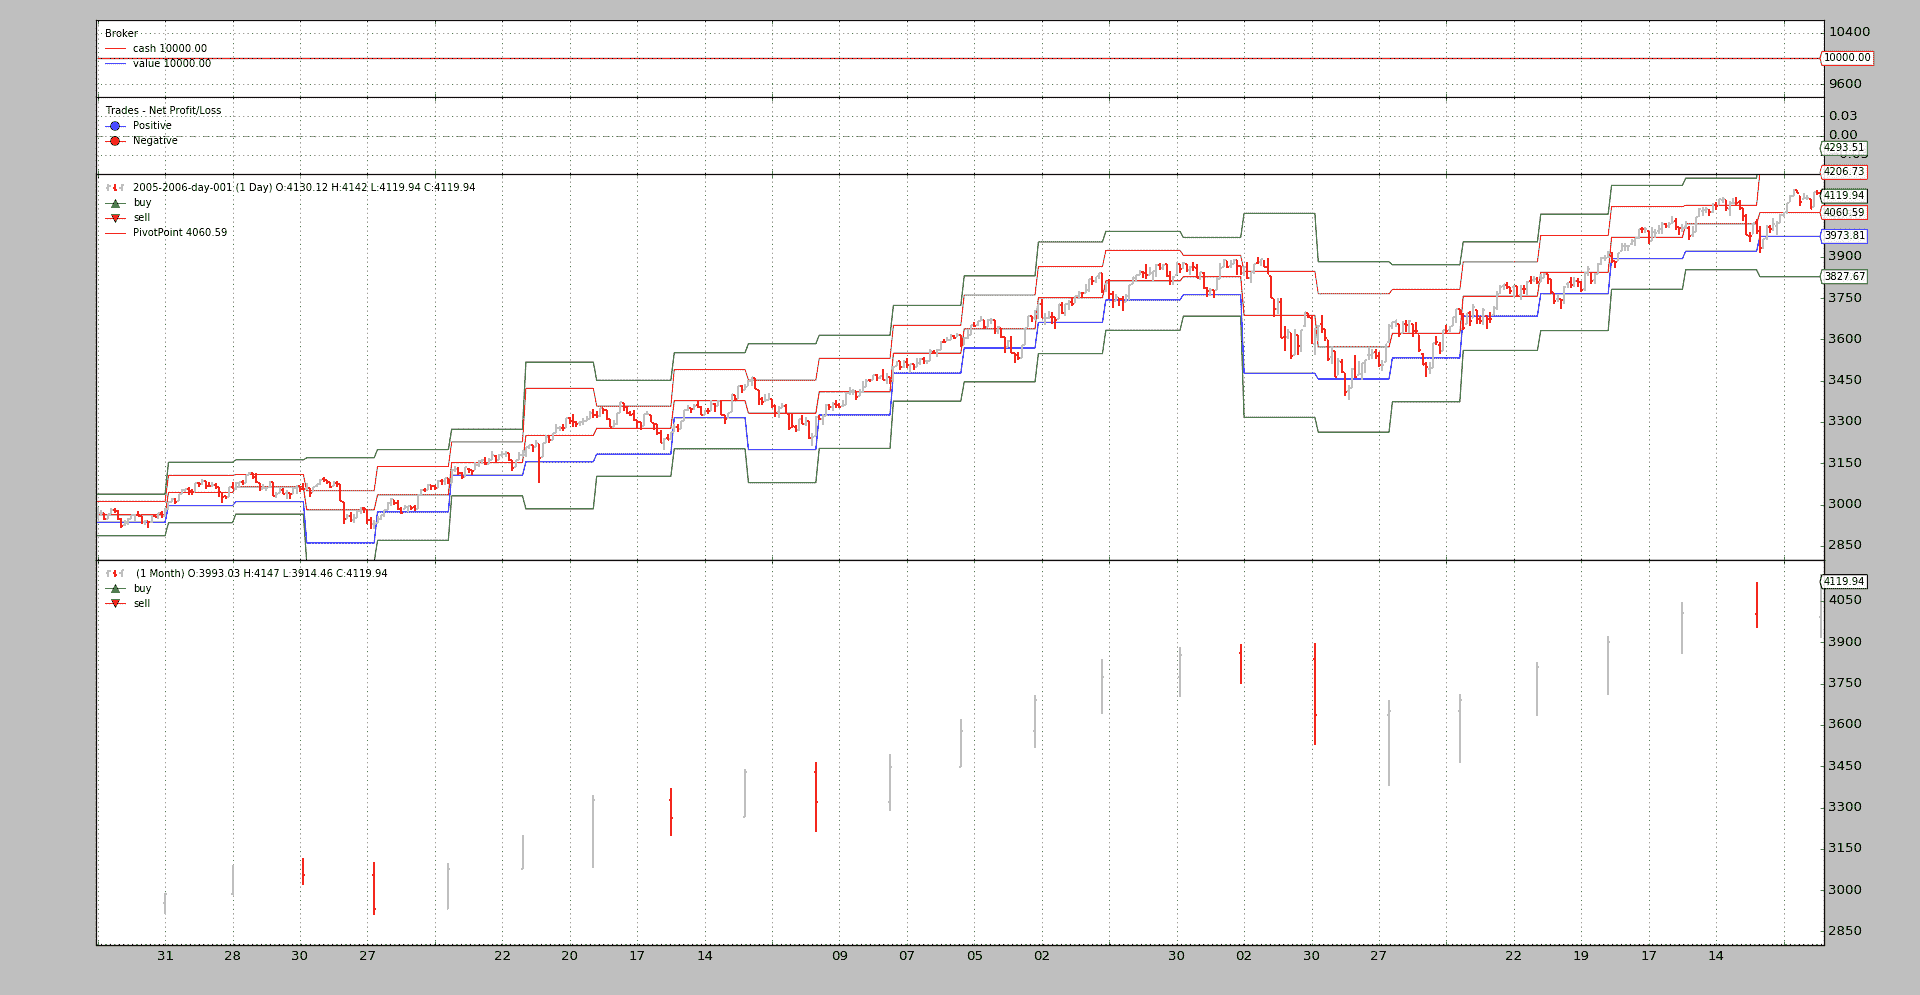 Broker
cash 10000.00
value 10000.00
10400
10000.00
9600
Trades - Net Profit/Loss
Positive
Negative
0.03
0.00
4293.51
4206.73
2005-2006-day-001 (1 Day) O:4130.12 H:4142 L:4119.94 C:4119.94
buy
sell
PivotPoint 4060.59
4119.94
4060.59
3973.81
3900
3827.67
3750
3600
3450
3300
3150
3000
2850
(1 Month) O:3993.03 H:4147 L:3914.46 C:4119.94
buy
sell
4119.94
4050
3900
3750
3600
3450
3300
3150
3000
2850
31 28 30 27 22 20 17 14 09 07 05 02 30 02 30 27 22 19 17 14